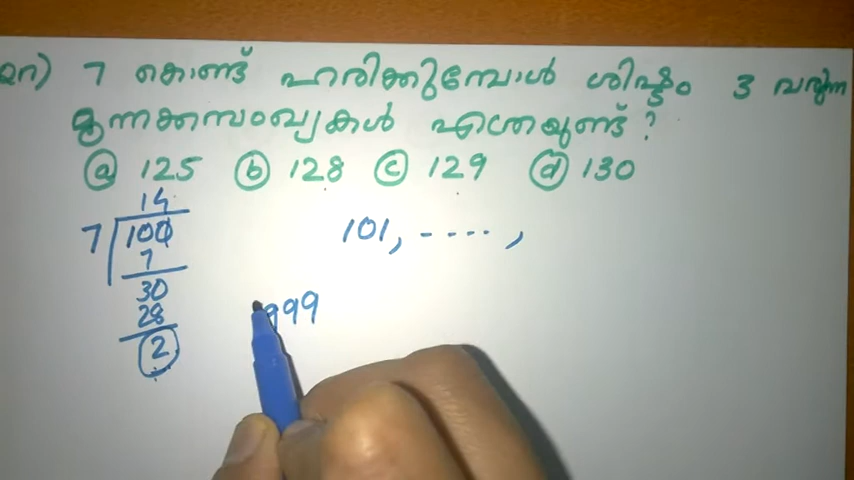 7 കൊണ്ട് ഹരിക്കുമ്പോൾ ശിഷ്ടം 3 വരുന്ന
മൂന്നക്കസംഖ്യകൾ എത്രയുണ്ട് ?
ⓐ 125 ⓑ 128 ⓒ 129 ⓓ 130
14
7 100 101, ----,
7
30
28 999
2